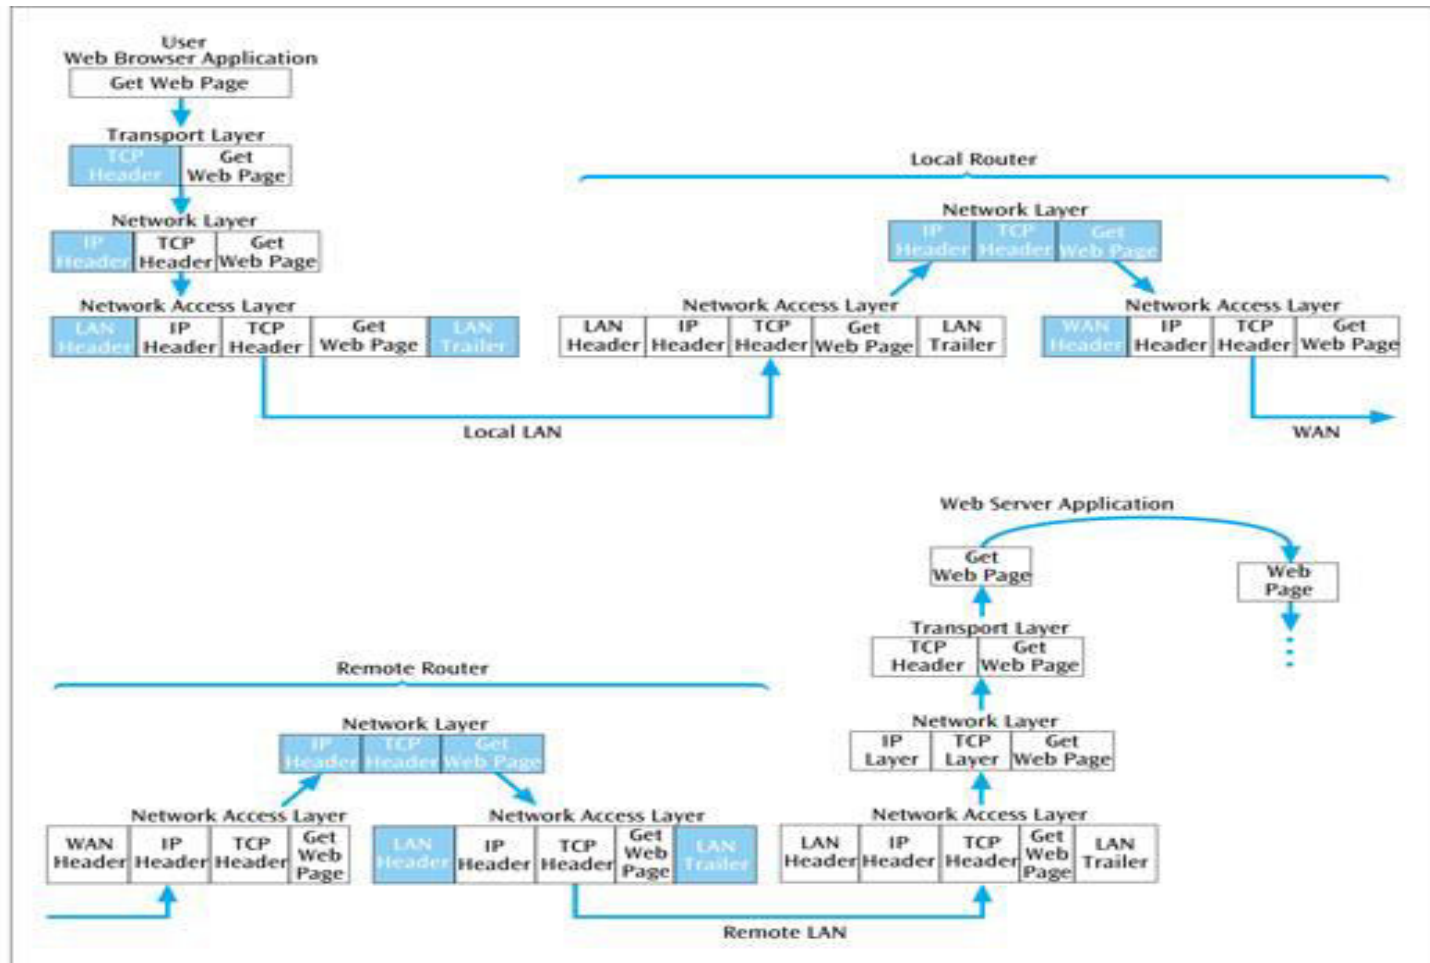 User
Web Browser Application
Get Web Page
Transport Layer
TCP
Header
Get
Web Page
Network Layer
IP
Header
TCP
Header
Get
Web Page
Network Access Layer
LAN
Header
IP
Header
TCP
Header
Get
Web Page
LAN
Trailer
Local LAN
Local Router
Network Layer
IP
Header
TCP
Header
Get
Web Page
Network Access Layer
LAN
Header
IP
Header
TCP
Header
Get
Web Page
LAN
Trailer
Network Access Layer
WAN
Header
IP
Header
TCP
Header
Get
Web Page
WAN
Remote Router
Network Layer
IP
Header
TCP
Header
Get
Web Page
Network Access Layer
WAN
Header
IP
Header
TCP
Header
Get
Web
Page
Network Access Layer
LAN
Header
IP
Header
TCP
Header
Get
Web
Page
LAN
Trailer
Remote LAN
Web Server Application
Get
Web Page
Web
Page
Transport Layer
TCP
Header
Get
Web Page
Network Layer
IP
Layer
TCP
Layer
Get
Web Page
Network Access Layer
LAN
Header
IP
Header
TCP
Header
Get
Web
Page
LAN
Trailer